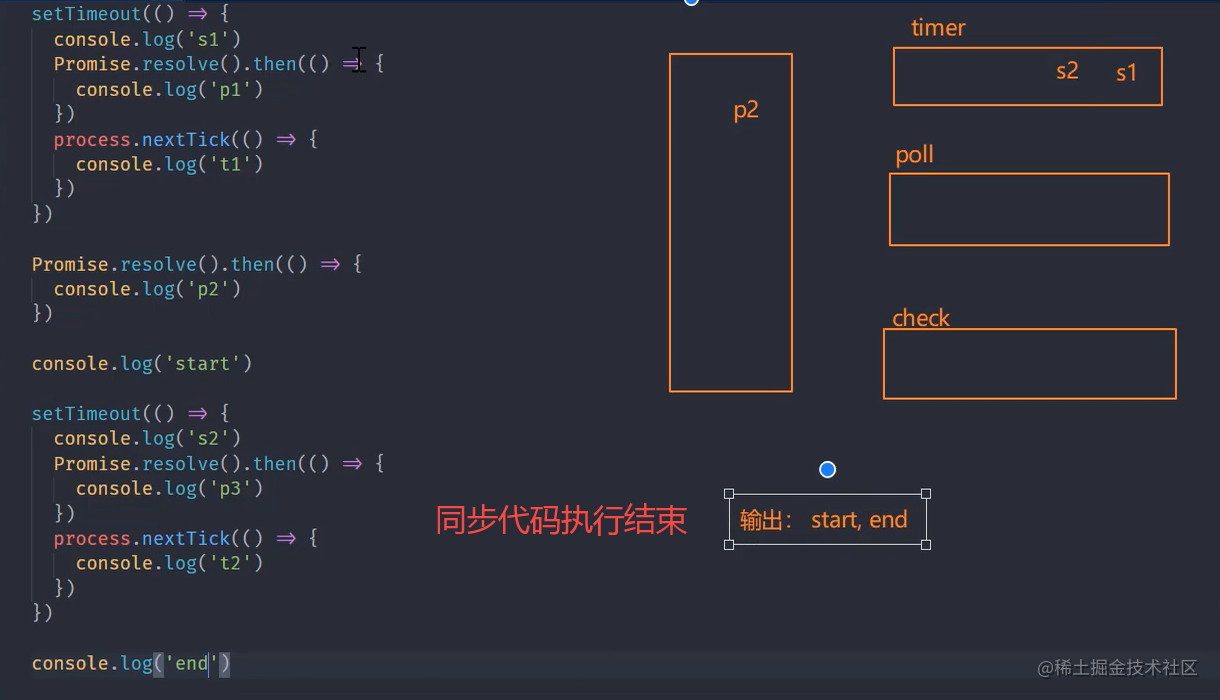 setTimeout(() => {
  console.log('s1')
  Promise.resolve().then(() => {
    console.log('p1')
  })
  process.nextTick(() => {
    console.log('t1')
  })
})

Promise.resolve().then(() => {
  console.log('p2')
})

console.log('start')

setTimeout(() => {
  console.log('s2')
  Promise.resolve().then(() => {
    console.log('p3')
  })
  process.nextTick(() => {
    console.log('t2')
  })
})

console.log('end')
p2
timer
s2 s1
poll
check
同步代码执行结束
输出： start, end
@稀土掘金技术社区